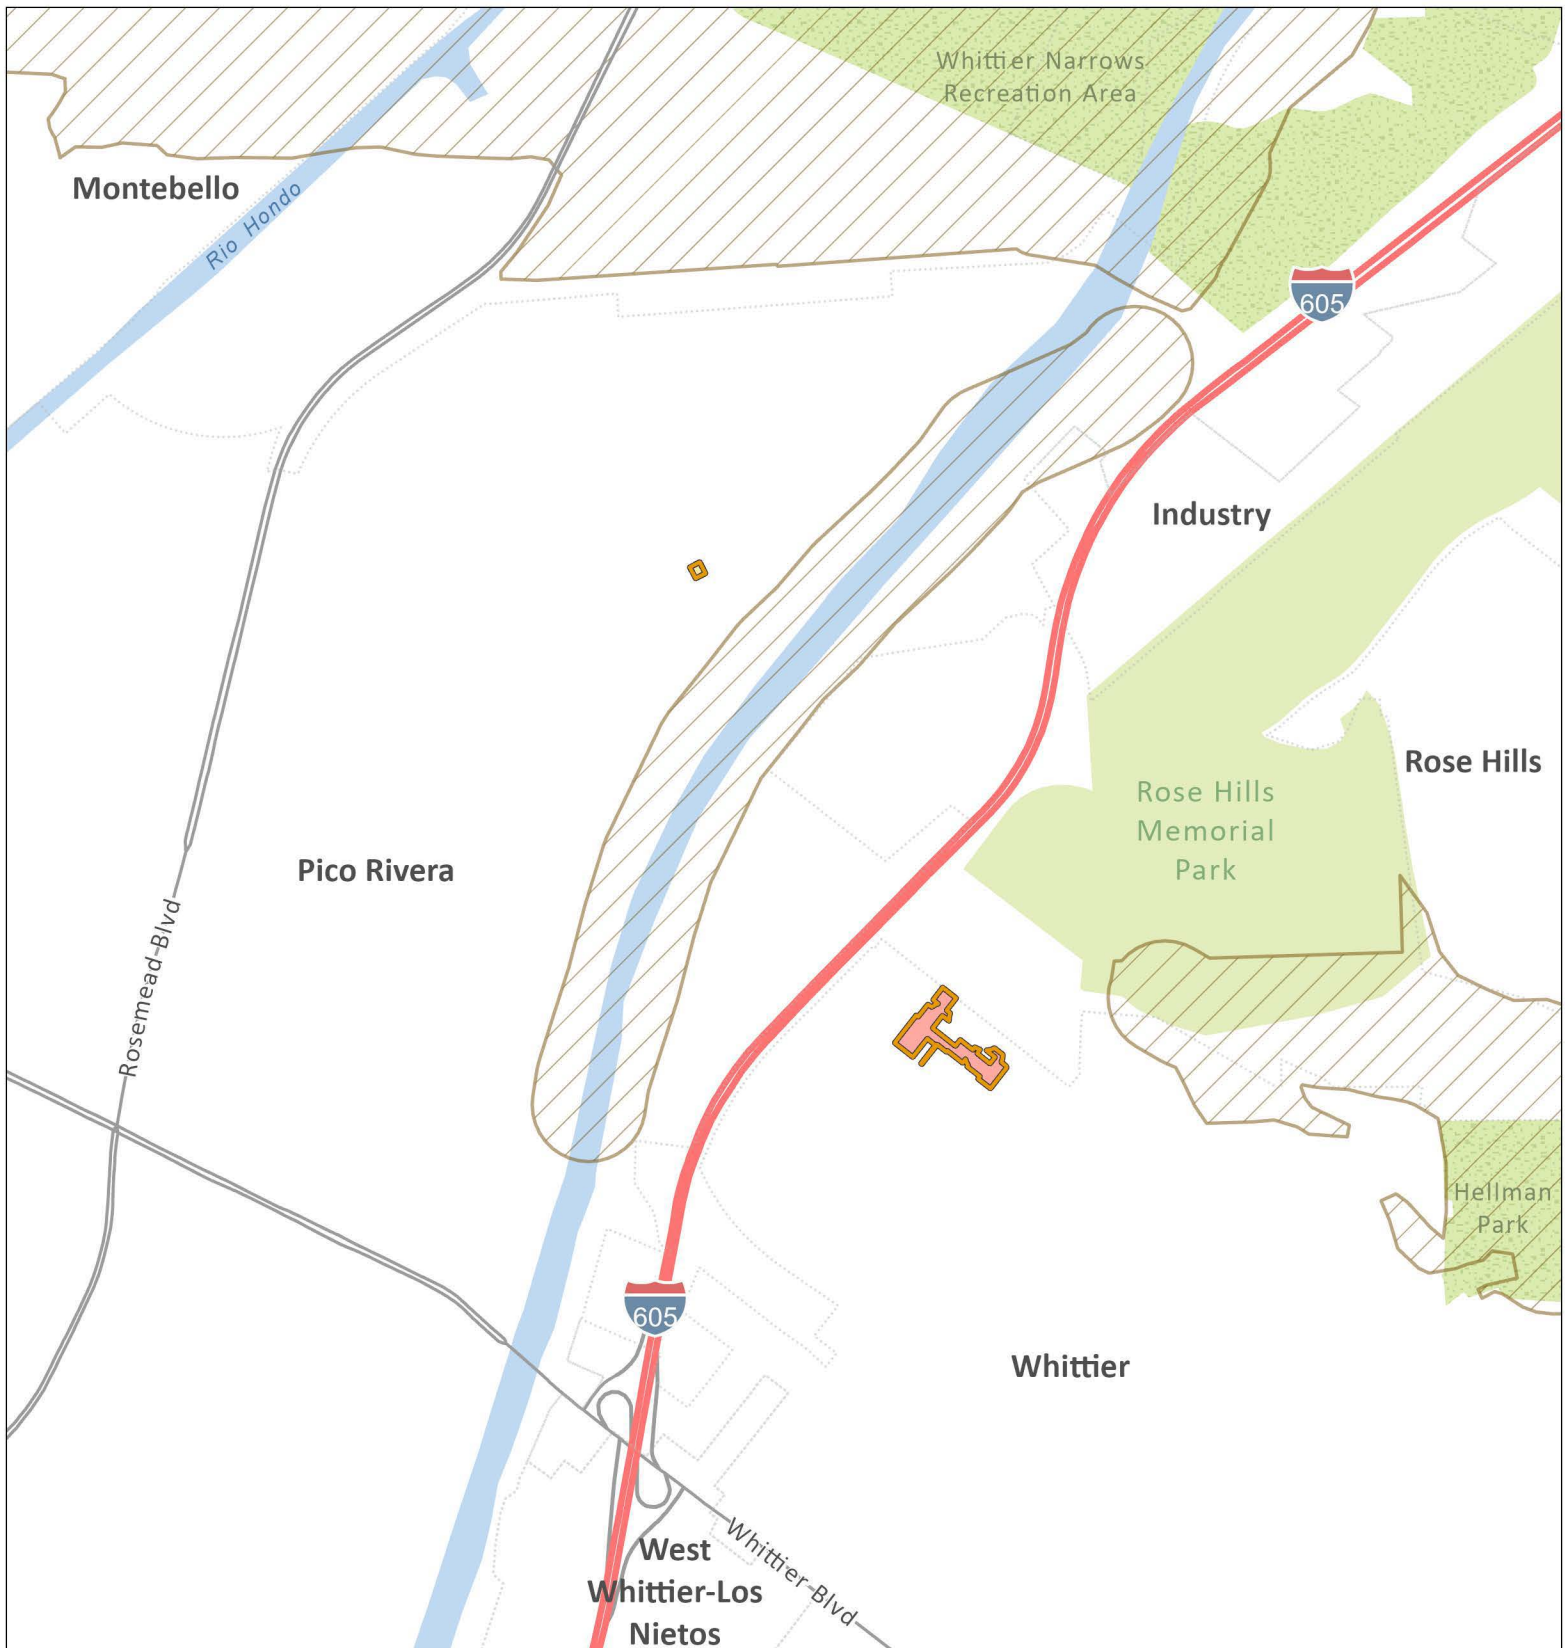 Whittier Narrows
Recreation Area
Montebello
Rio Hondo
605
Industry
Rose Hills
Rose Hills
Memorial
Park
Pico Rivera
Rosemead Blvd
Hellman
Park
605
Whittier
West
Whittier-Los
Nietos
Whittier Blvd